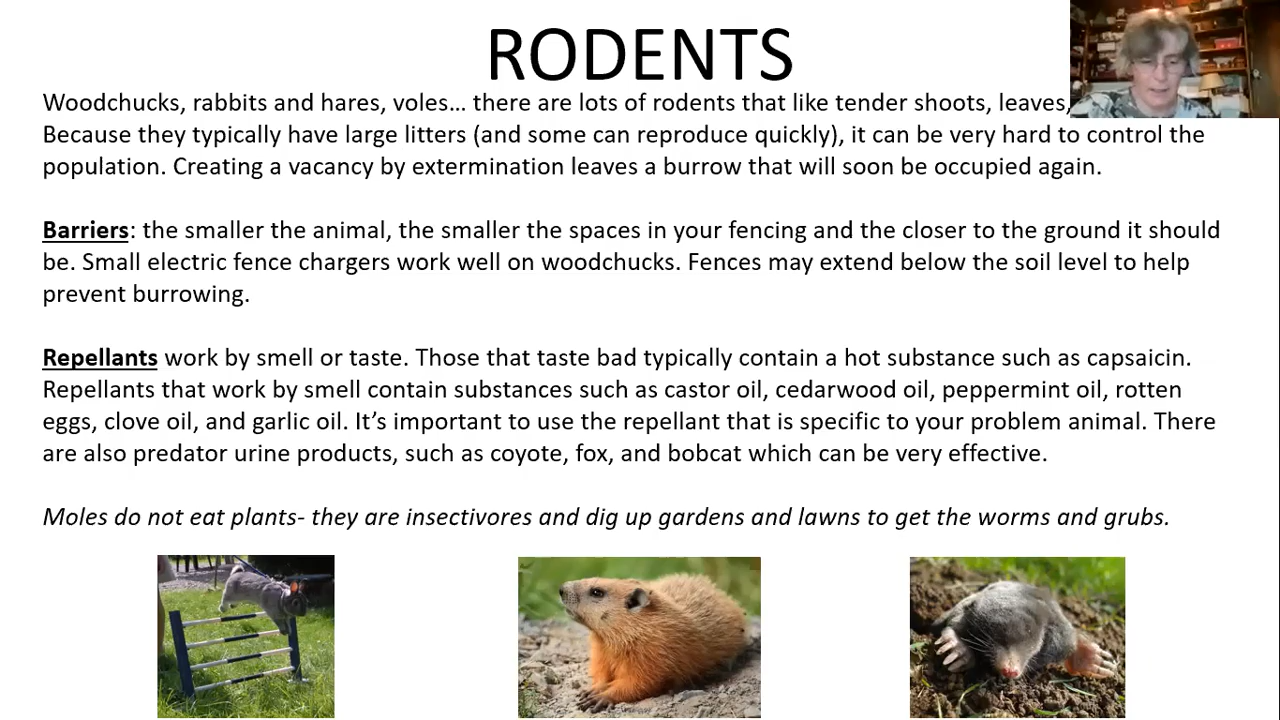 RODENTS
Woodchucks, rabbits and hares, voles... there are lots of rodents that like tender shoots, leaves,
Because they typically have large litters (and some can reproduce quickly), it can be very hard to control the
population. Creating a vacancy by extermination leaves a burrow that will soon be occupied again.
Barriers: the smaller the animal, the smaller the spaces in your fencing and the closer to the ground it should
be. Small electric fence chargers work well on woodchucks. Fences may extend below the soil level to help
prevent burrowing.
Repellants work by smell or taste. Those that taste bad typically contain a hot substance such as capsaicin.
Repellants that work by smell contain substances such as castor oil, cedarwood oil, peppermint oil, rotten
eggs, clove oil, and garlic oil. It’s important to use the repellant that is specific to your problem animal. There
are also predator urine products, such as coyote, fox, and bobcat which can be very effective.
Moles do not eat plants- they are insectivores and dig up gardens and lawns to get the worms and grubs.